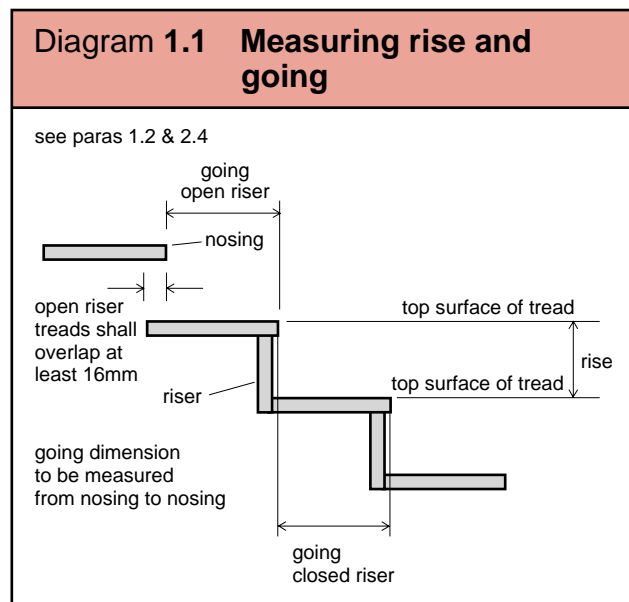 Diagram 1.1 Measuring rise and
going
see paras 1.2 & 2.4
going
open riser
nosing
open riser
treads shall
overlap at
least 16mm
top surface of tread
rise
top surface of tread
riser
going dimension
to be measured
from nosing to nosing
going
closed riser